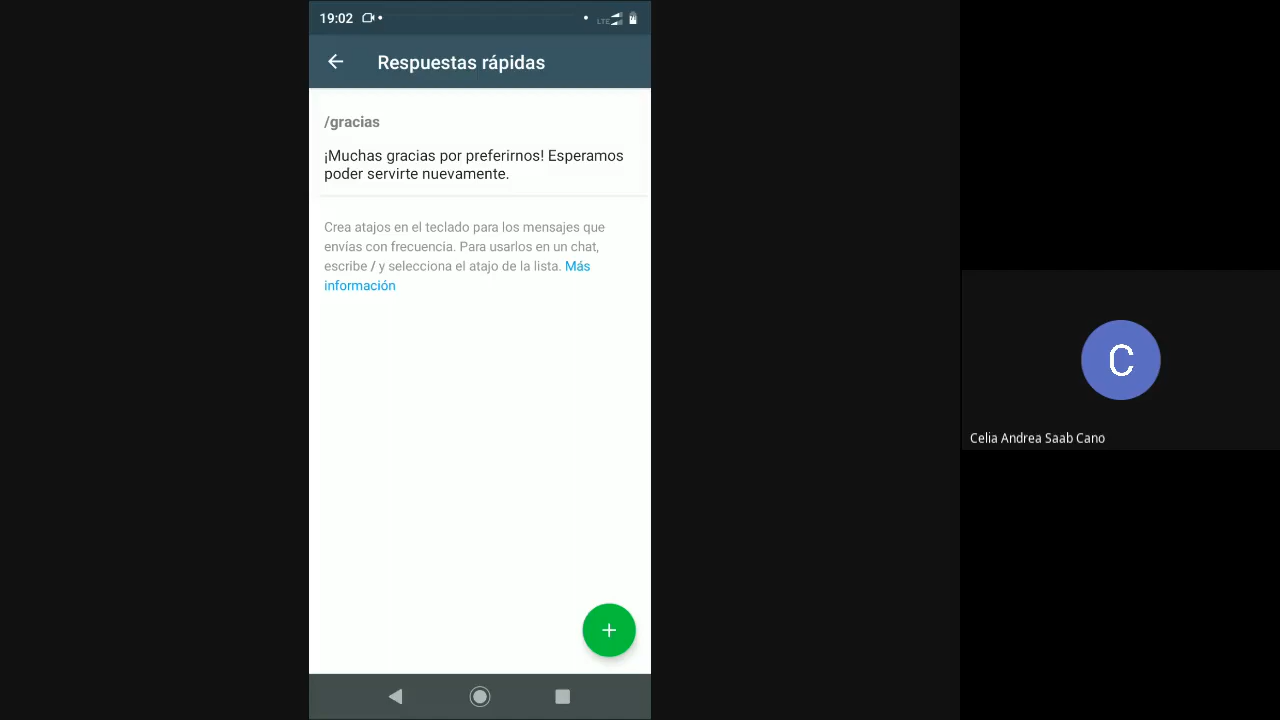 19:02
LTE
Respuestas rápidas
/gracias
¡Muchas gracias por preferirnos! Esperamos
poder servirte nuevamente.
Crea atajos en el teclado para los mensajes que
envías con frecuencia. Para usarlos en un chat,
escribe / y selecciona el atajo de la lista. Más
información
C
Celia Andrea Saab Cano